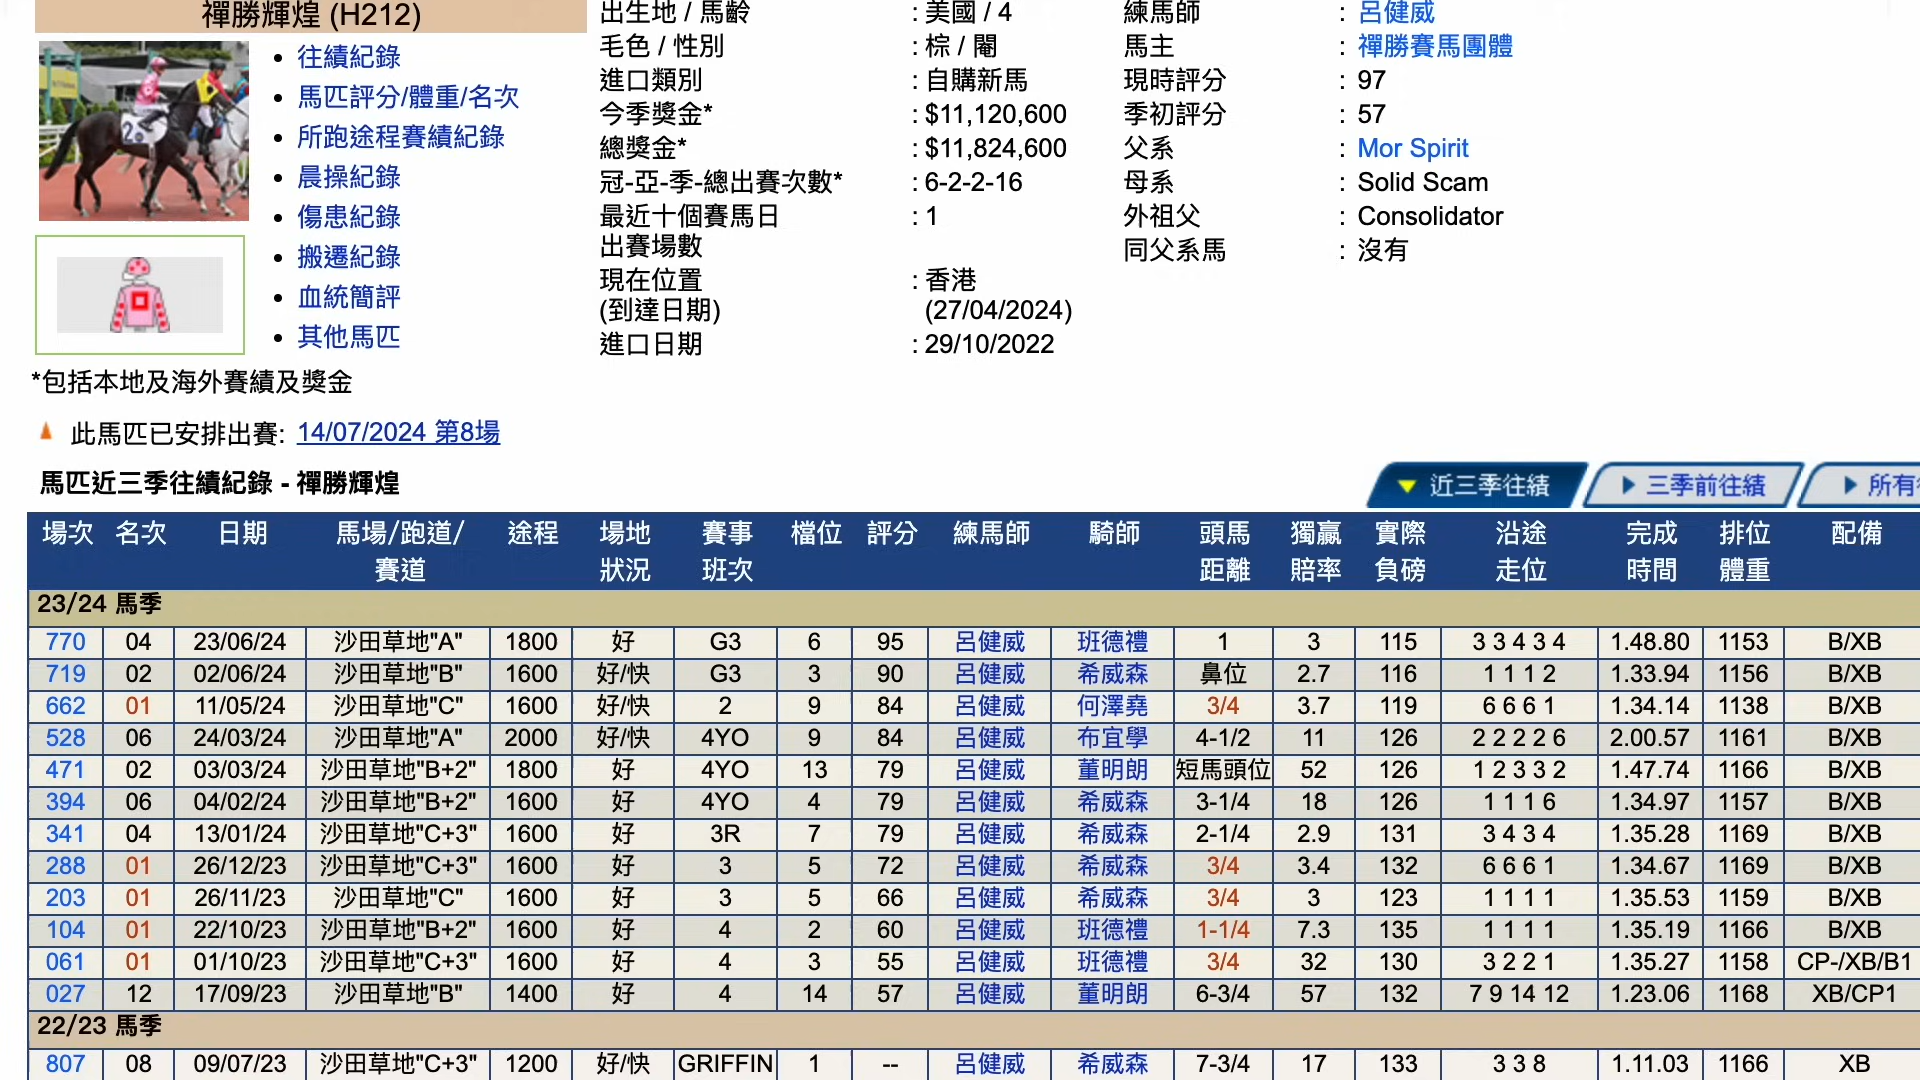 禪勝輝煌 (H212)
往績紀錄
馬匹評分/體重/名次
所跑途程賽績紀錄
晨操紀錄
傷患紀錄
搬遷紀錄
血統簡評
其他馬匹
出生地 / 馬齡 : 美國 / 4
毛色 / 性別 : 棕 / 閹
進口類別 : 自購新馬
今季獎金* : $11,120,600
總獎金* : $11,824,600
冠-亞-季-總出賽次數* : 6-2-2-16
最近十個賽馬日 : 1
出賽場數
現在位置 : 香港
(到達日期) (27/04/2024)
進口日期 : 29/10/2022
練馬師 : 呂健威
馬主 : 禪勝賽馬團體
現時評分 : 97
季初評分 : 57
父系 : Mor Spirit
母系 : Solid Scam
外祖父 : Consolidator
同父系馬 : 沒有
*包括本地及海外賽績及獎金
此馬匹已安排出賽: 14/07/2024 第8場
馬匹近三季往績紀錄 - 禪勝輝煌
近三季往績 三季前往績 所有
場次 名次 日期 馬場/跑道/ 途程 場地 賽事 檔位 評分 練馬師 騎師 頭馬 獨贏 實際 沿途 完成 排位 配備
賽道 狀況 班次 距離 賠率 負磅 走位 時間 體重
23/24 馬季
770 04 23/06/24 沙田草地"A" 1800 好 G3 6 95 呂健威 班德禮 1 3 115 3 3 4 3 4 1.48.80 1153 B/XB
719 02 02/06/24 沙田草地"B" 1600 好/快 G3 3 90 呂健威 希威森 鼻位 2.7 116 1 1 1 2 1.33.94 1156 B/XB
662 01 11/05/24 沙田草地"C" 1600 好/快 2 9 84 呂健威 何澤堯 3/4 3.7 119 6 6 6 1 1.34.14 1138 B/XB
528 06 24/03/24 沙田草地"A" 2000 好/快 4YO 9 84 呂健威 布宜學 4-1/2 11 126 2 2 2 2 6 2.00.57 1161 B/XB
471 02 03/03/24 沙田草地"B+2" 1800 好 4YO 13 79 呂健威 董明朗 短馬頭位 52 126 1 2 3 3 2 1.47.74 1166 B/XB
394 06 04/02/24 沙田草地"B+2" 1600 好 4YO 4 79 呂健威 希威森 3-1/4 18 126 1 1 1 6 1.34.97 1157 B/XB
341 04 13/01/24 沙田草地"C+3" 1600 好 3R 7 79 呂健威 希威森 2-1/4 2.9 131 3 4 3 4 1.35.28 1169 B/XB
288 01 26/12/23 沙田草地"C+3" 1600 好 3 5 72 呂健威 希威森 3/4 3.4 132 6 6 6 1 1.34.67 1169 B/XB
203 01 26/11/23 沙田草地"C" 1600 好 3 5 66 呂健威 希威森 3/4 3 123 1 1 1 1 1.35.53 1159 B/XB
104 01 22/10/23 沙田草地"B+2" 1600 好 4 2 60 呂健威 班德禮 1-1/4 7.3 135 1 1 1 1 1.35.19 1166 B/XB
061 01 01/10/23 沙田草地"C+3" 1600 好 4 3 55 呂健威 班德禮 3/4 32 130 3 2 2 1 1.35.27 1158 CP-/XB/B1
027 12 17/09/23 沙田草地"B" 1400 好 4 14 57 呂健威 董明朗 6-3/4 57 132 7 9 14 12 1.23.06 1168 XB/CP1
22/23 馬季
807 08 09/07/23 沙田草地"C+3" 1200 好/快 GRIFFIN 1 -- 呂健威 希威森 7-3/4 17 133 3 3 8 1.11.03 1166 XB